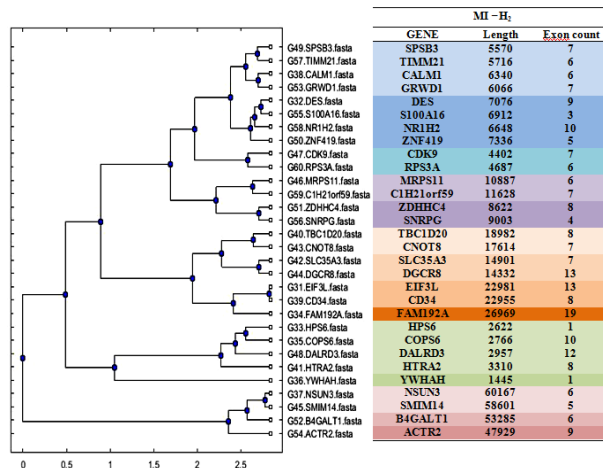 MI – H2
GENE Length Exon count
G49.SPSB3.fasta SPSB3 5570 7
G57.TIMM21.fasta TIMM21 5716 6
G38.CALM1.fasta CALM1 6340 6
G53.GRWD1.fasta GRWD1 6066 7
G32.DES.fasta DES 7076 9
G55.S100A16.fasta S100A16 6912 3
G58.NR1H2.fasta NR1H2 6648 10
G50.ZNF419.fasta ZNF419 7336 5
G47.CDK9.fasta CDK9 4402 7
G60.RPS3A.fasta RPS3A 4687 6
G46.MRPS11.fasta MRPS11 10887 6
G59.C1H21orf59.fasta C1H21orf59 11628 7
G51.ZDHHC4.fasta ZDHHC4 8622 8
G56.SNRPG.fasta SNRPG 9003 4
G40.TBC1D20.fasta TBC1D20 18982 8
G43.CNOT8.fasta CNOT8 17614 7
G42.SLC35A3.fasta SLC35A3 14901 7
G44.DGCR8.fasta DGCR8 14332 13
G31.EIF3L.fasta EIF3L 22981 13
G39.CD34.fasta CD34 22955 8
G34.FAM192A.fasta FAM192A 26969 19
G33.HPS6.fasta HPS6 2622 1
G35.COPS6.fasta COPS6 2766 10
G48.DALRD3.fasta DALRD3 2957 12
G41.HTRA2.fasta HTRA2 3310 8
G36.YWHAH.fasta YWHAH 1445 1
G37.NSUN3.fasta NSUN3 60167 6
G45.SMIM14.fasta SMIM14 58601 5
G52.B4GALT1.fasta B4GALT1 53285 6
G54.ACTR2.fasta ACTR2 47929 9
0 0.5 1 1.5 2 2.5